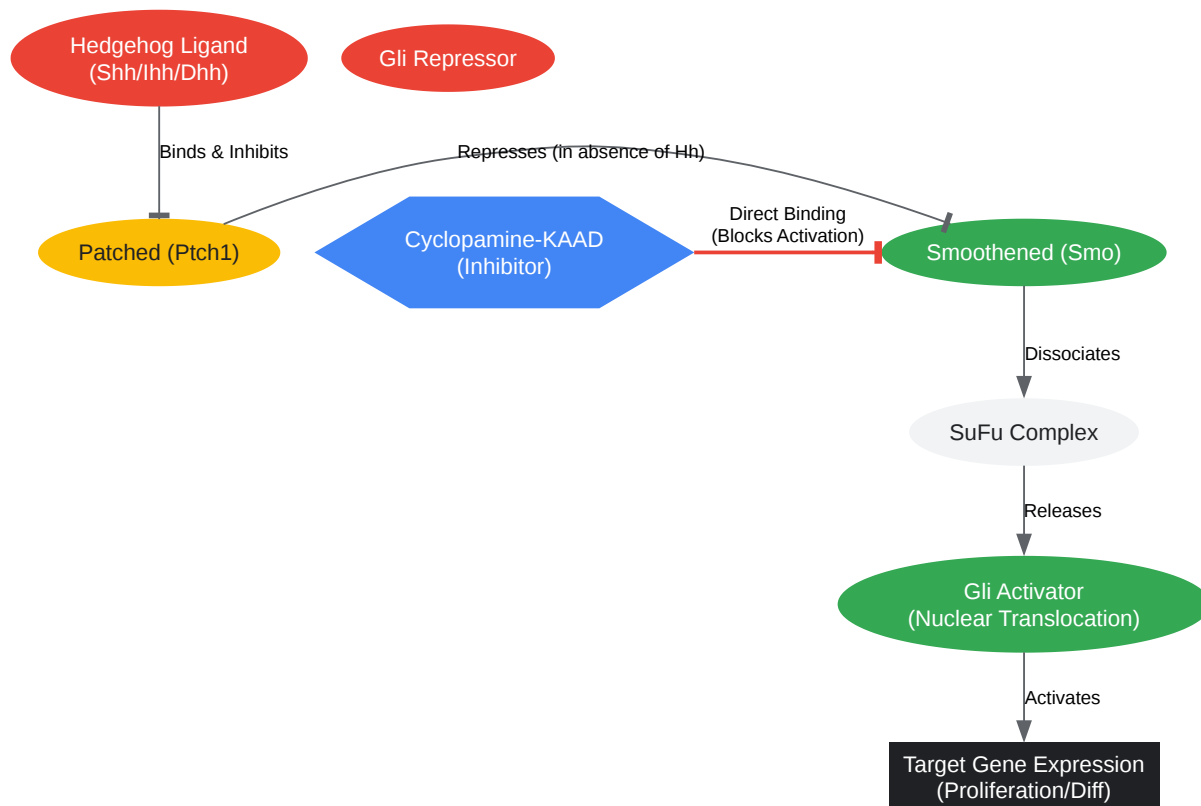 Hedgehog Ligand
(Shh/Ihh/Dhh)
Gli Repressor
Binds & Inhibits
Represses (in absence of Hh)
Patched (Ptch1)
Cyclopamine-KAAD
(Inhibitor)
Direct Binding
(Blocks Activation)
Smoothened (Smo)
Dissociates
SuFu Complex
Releases
Gli Activator
(Nuclear Translocation)
Activates
Target Gene Expression
(Proliferation/Diff)